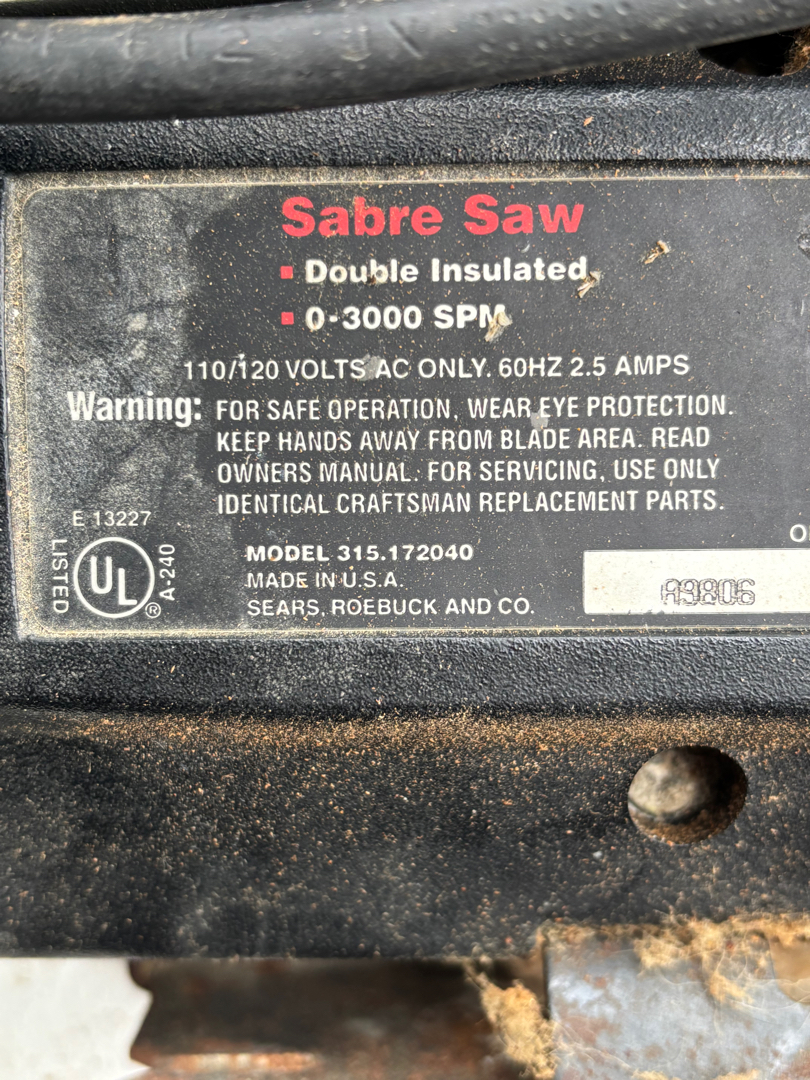 Sabre Saw
▪ Double Insulated
▪ 0-3000 SPM
110/120 VOLTS AC ONLY. 60HZ 2.5 AMPS
Warning: FOR SAFE OPERATION, WEAR EYE PROTECTION.
KEEP HANDS AWAY FROM BLADE AREA. READ
OWNERS MANUAL. FOR SERVICING, USE ONLY
IDENTICAL CRAFTSMAN REPLACEMENT PARTS.
E 13227
LISTED
UL
®
A-240
MODEL 315.172040
MADE IN U.S.A.
SEARS, ROEBUCK AND CO.
A9806